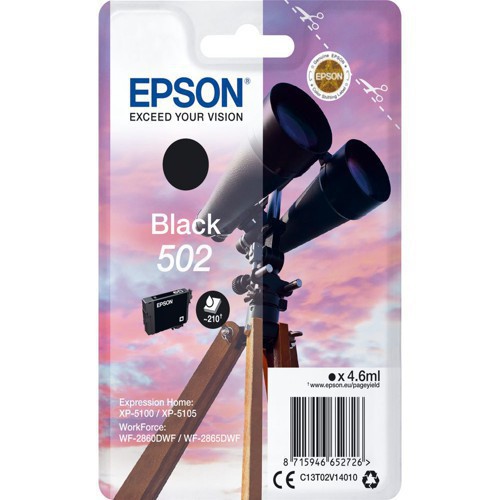 EPSON®
EXCEED YOUR VISION
EPSON
Black
502
EPSON
~210†
Expression Home:
XP-5100 / XP-5105
WorkForce:
WF-2860DWF / WF-2865DWF
x 4.6ml
†www.epson.eu/pageyield
8 715946 652726 >
C13T02V14010